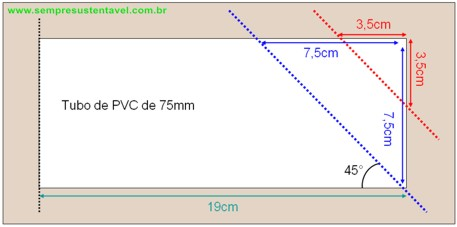 www.sempresustentavel.com.br
3,5cm
7,5cm
3,5cm
Tubo de PVC de 75mm
7,5cm
45°
19cm